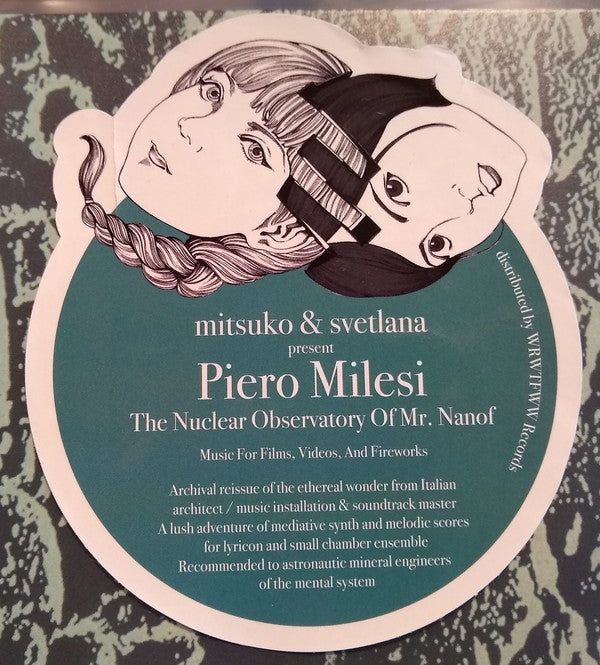 mitsuko & svetlana
present
Piero Milesi
The Nuclear Observatory Of Mr. Nanof
Music For Films, Videos, And Fireworks
Archival reissue of the ethereal wonder from Italian
architect / music installation & soundtrack master
A lush adventure of mediative synth and melodic scores
for lyricon and small chamber ensemble
Recommended to astronautic mineral engineers
of the mental system
distributed by WRWTFWW Records